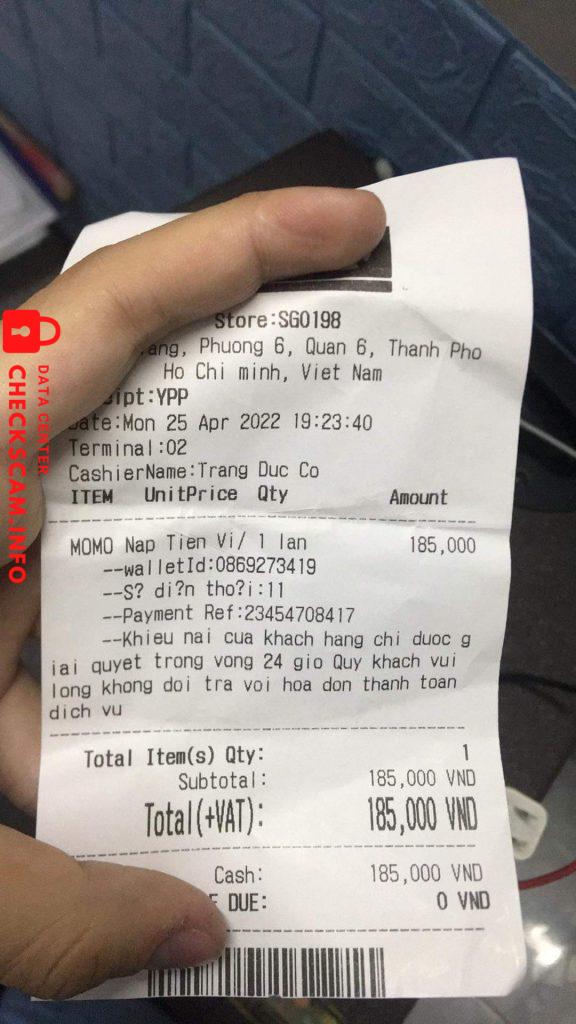 Store:SG0198
ang, Phuong 6, Quan 6, Thanh Pho
Ho Chi minh, Viet Nam
ipt:YPP
ate:Mon 25 Apr 2022 19:23:40
Terminal:02
CashierName:Trang Duc Co
ITEM UnitPrice Qty Amount
MOMO Nap Tien Vi/ 1 lan 185,000
--walletId:0869273419
--S? di?n tho?i:11
--Payment Ref:23454708417
--Khieu nai cua khach hang chi duoc g
iai quyet trong vong 24 gio Quy khach vui
long khong doi tra voi hoa don thanh toan
dich vu
Total Item(s) Qty: 1
Subtotal: 185,000 VND
Total(+VAT): 185,000 VND
Cash: 185,000 VND
DUE: 0 VND
DATA CENTER
CHECKSCAM.INFO